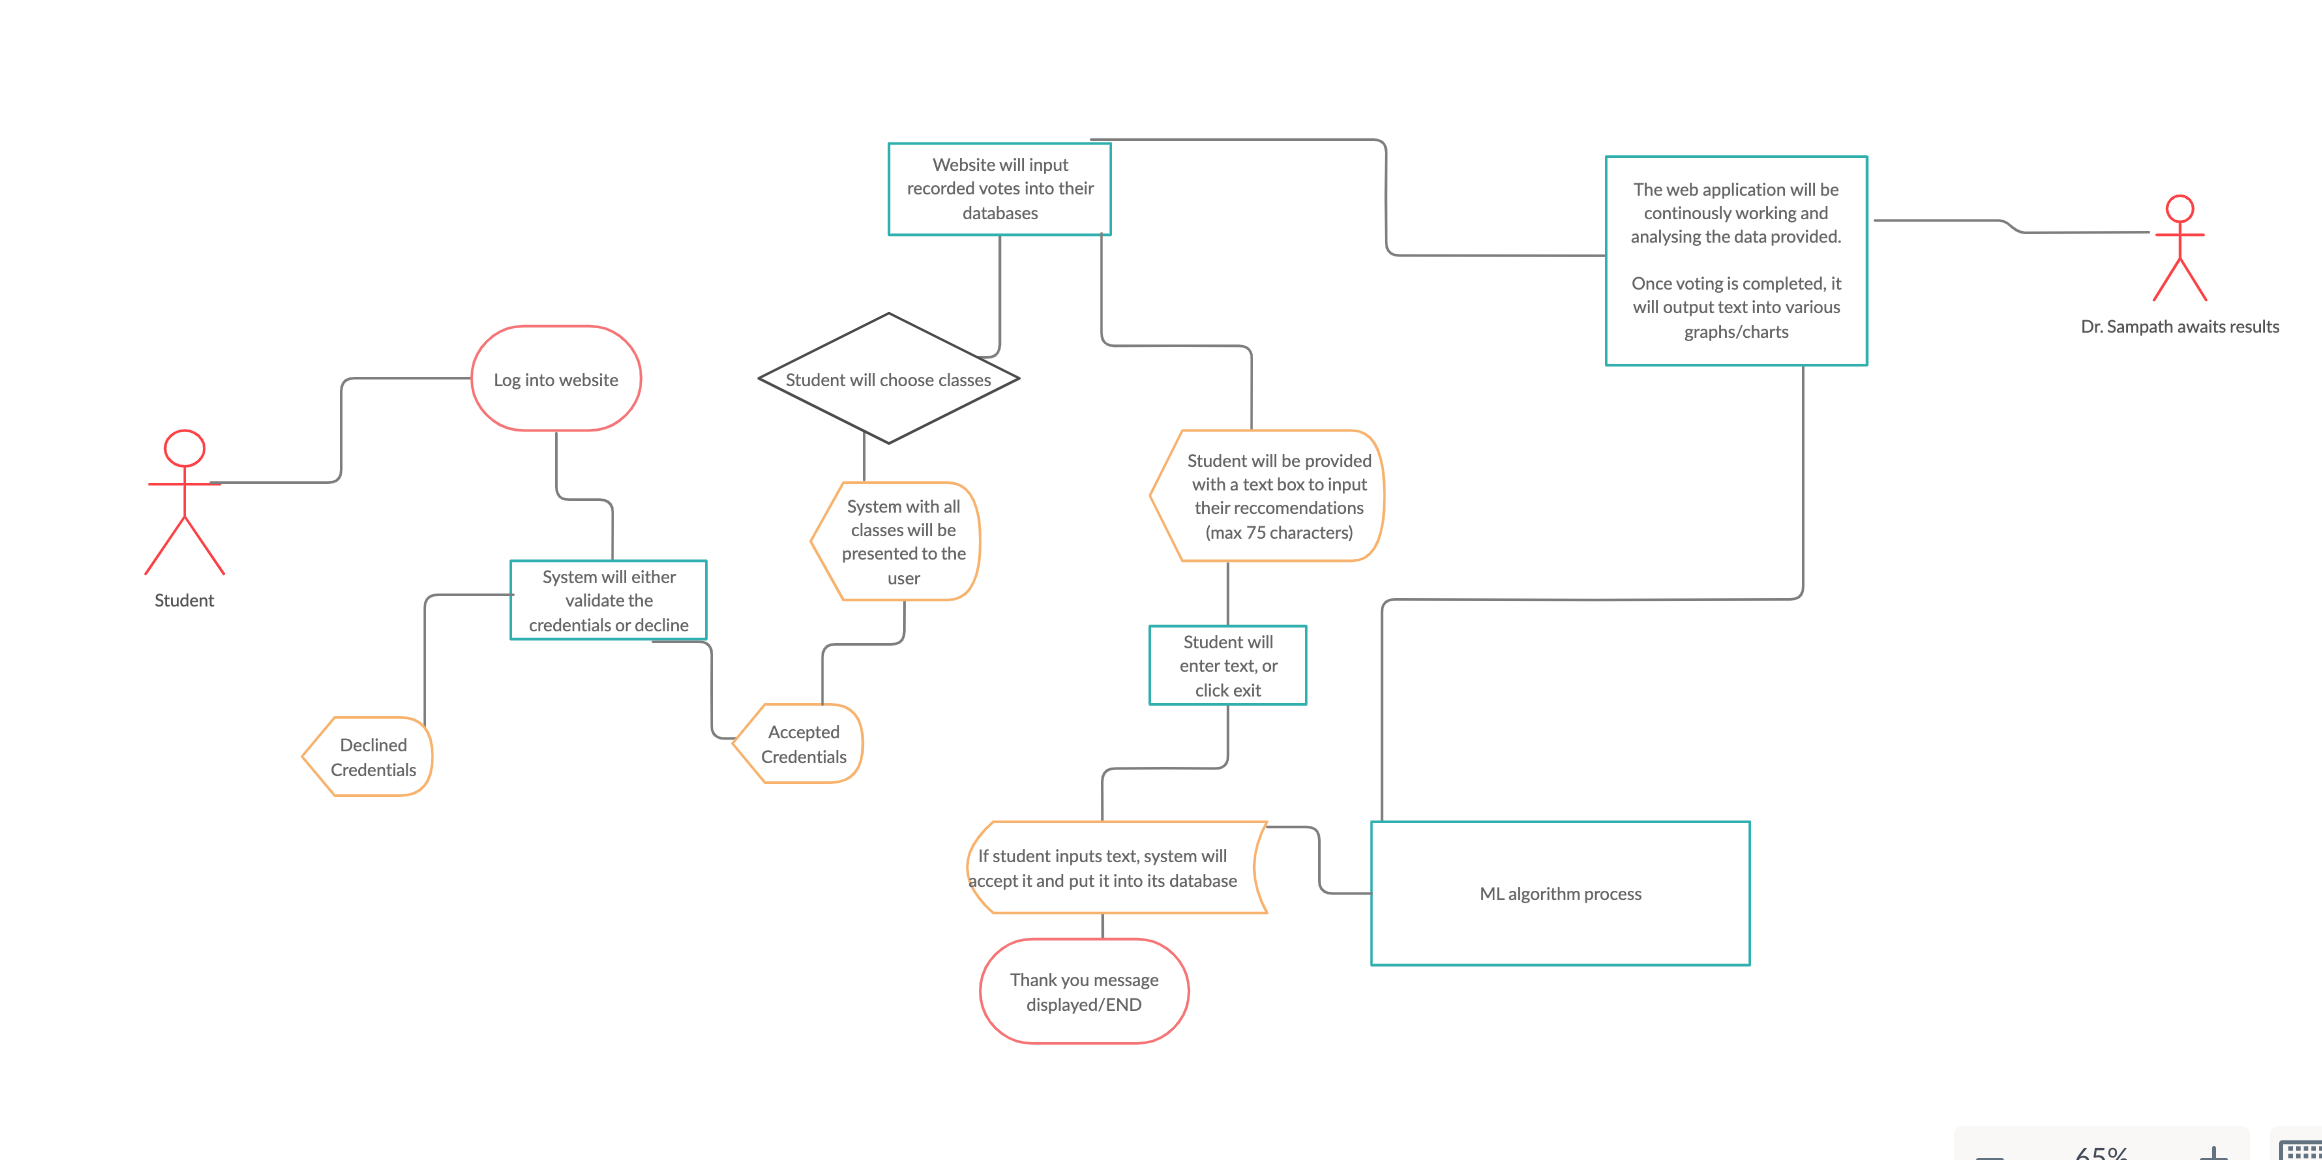 Website will input
recorded votes into their
databases
The web application will be
continously working and
analysing the data provided.
Once voting is completed, it
will output text into various
graphs/charts
Dr. Sampath awaits results
Log into website
Student will choose classes
Student will be provided
with a text box to input
their reccomendations
(max 75 characters)
System with all
classes will be
presented to the
user
Student
System will either
validate the
credentials or decline
Student will
enter text, or
click exit
Declined
Credentials
Accepted
Credentials
If student inputs text, system will
accept it and put it into its database
ML algorithm process
Thank you message
displayed/END
65%